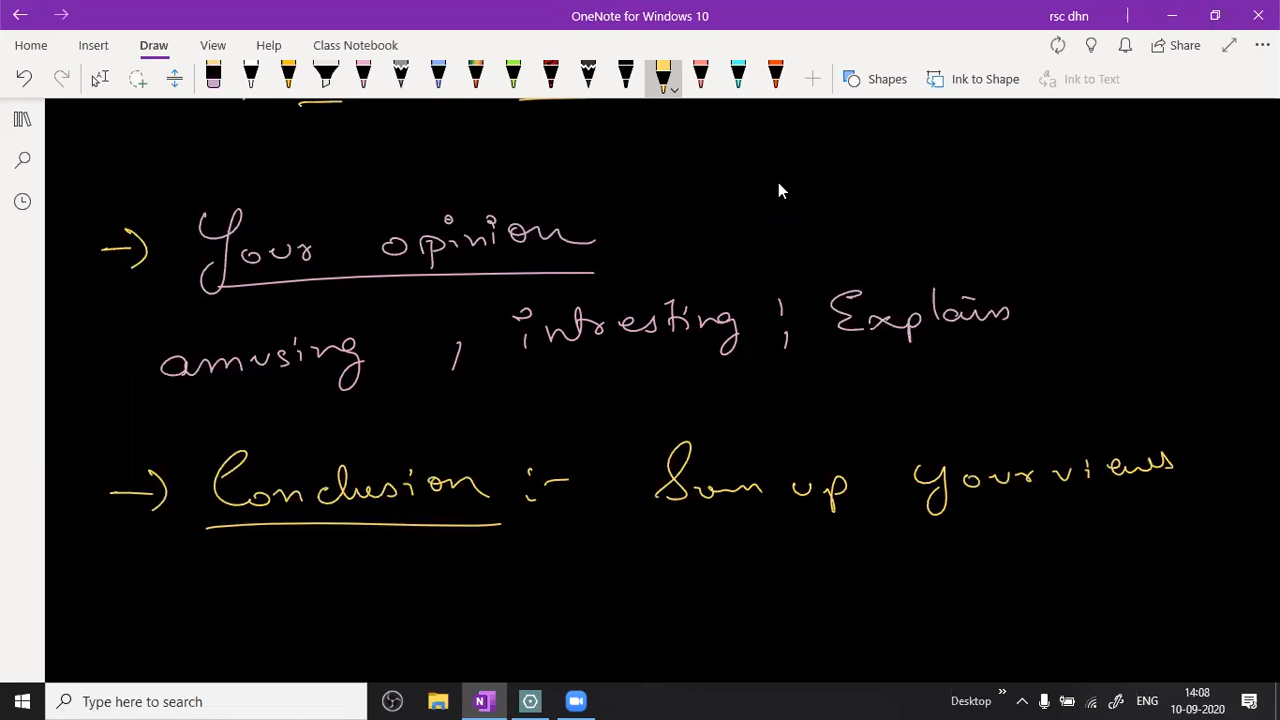 OneNote for Windows 10
rsc dhn
Home Insert Draw View Help Class Notebook
Share
Shapes Ink to Shape Ink to Text
→ Your opinion
amusing , intresting ; Explain
→ Conclusion :- Sum up your views
Type here to search
Desktop
ENG
14:08
10-09-2020